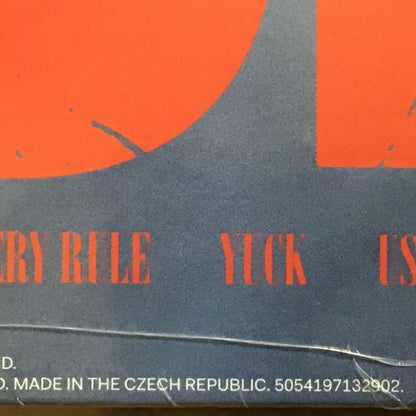 ERY RULE YUCK US
D.
D. MADE IN THE CZECH REPUBLIC. 5054197132902.